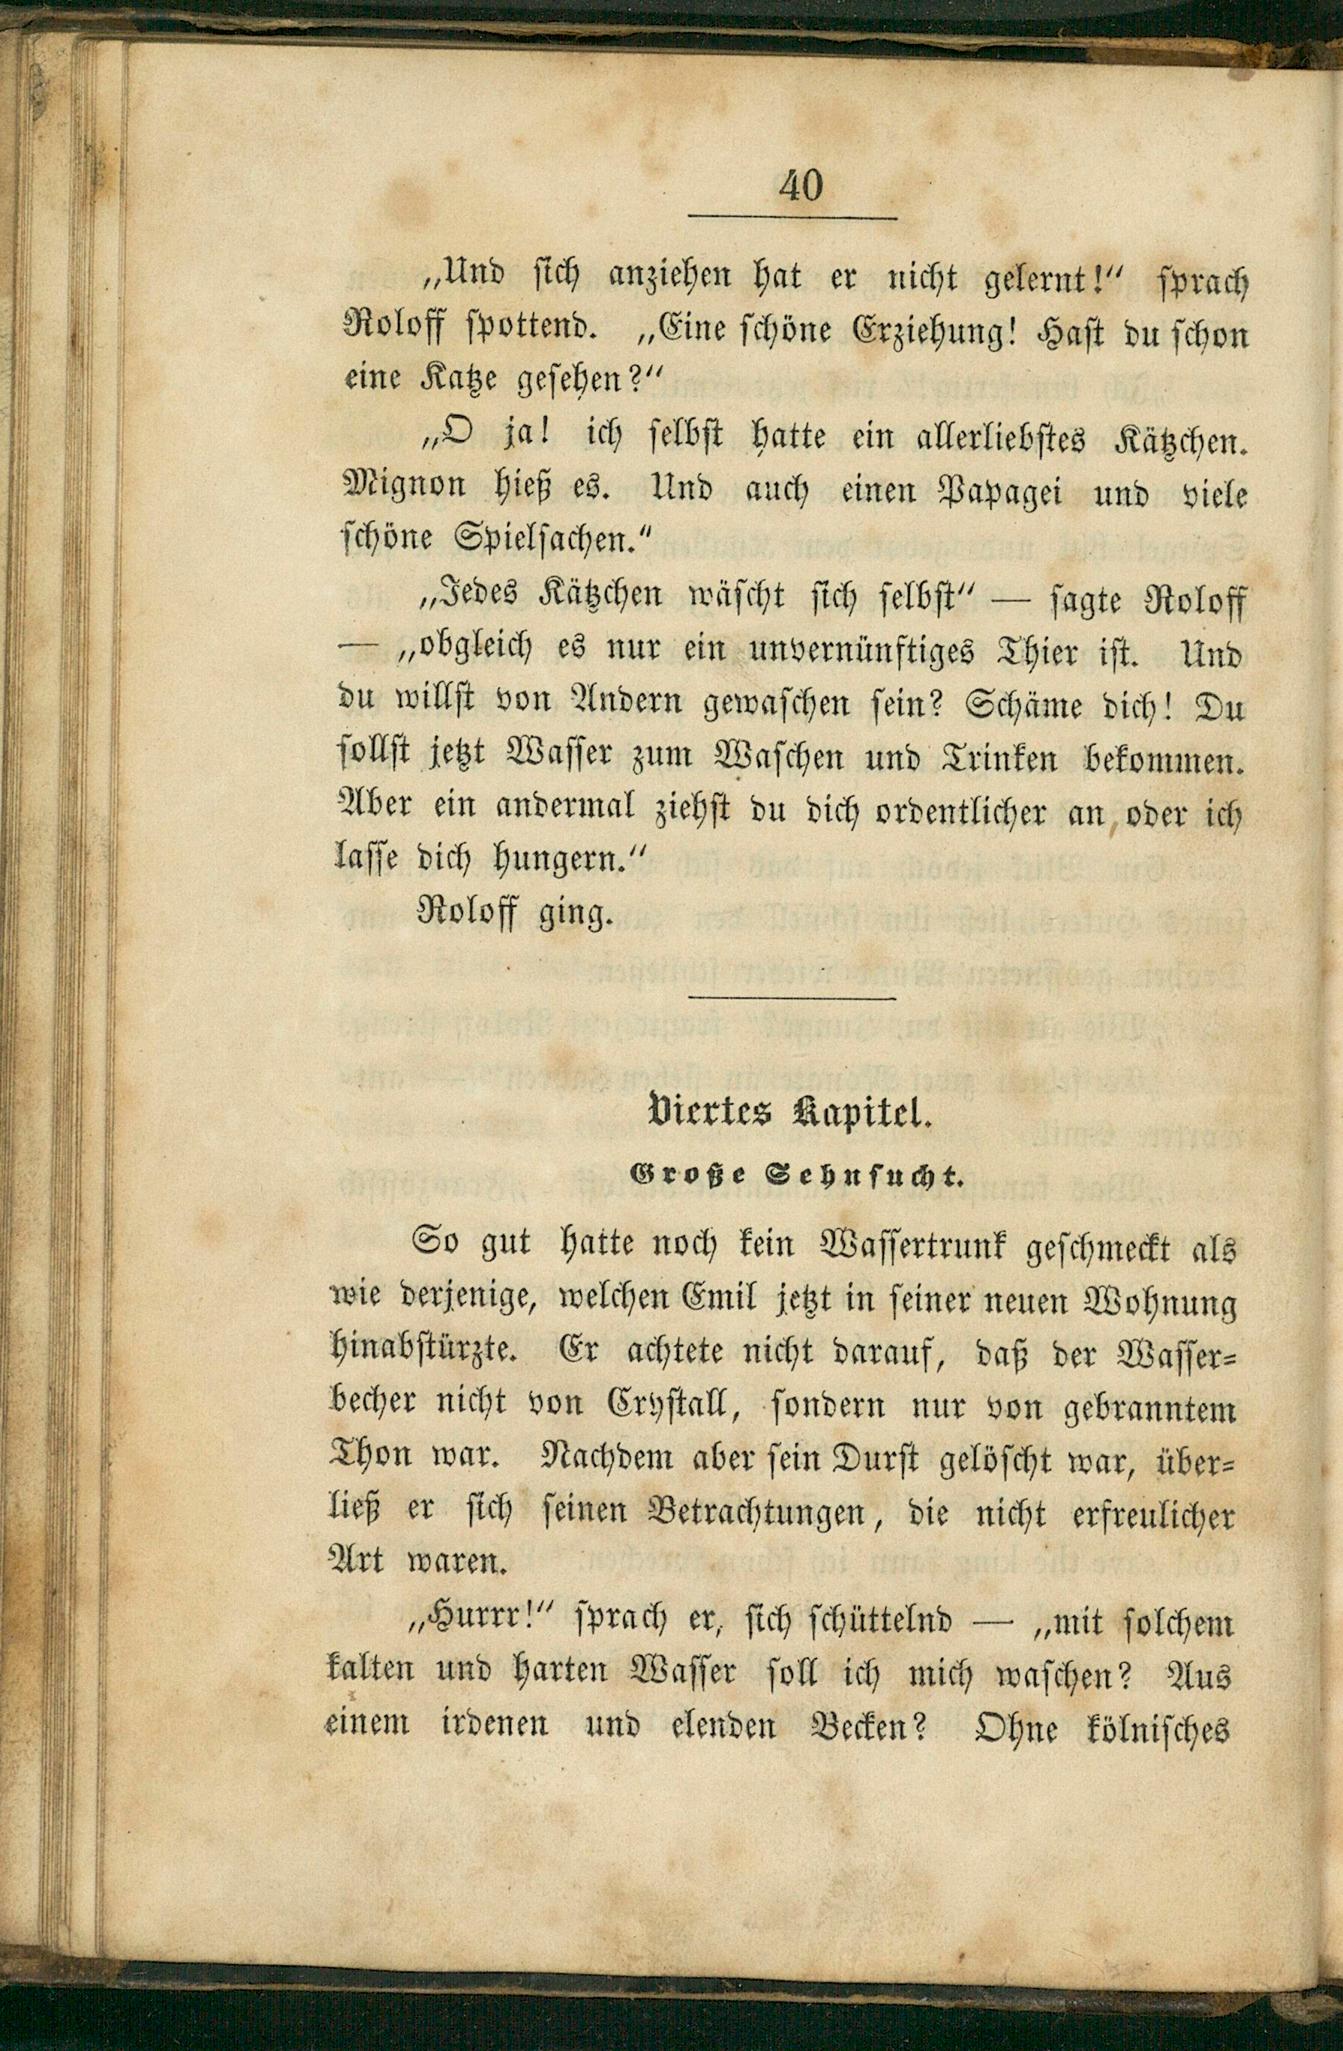 40
„Und sich anziehen hat er nicht gelernt!“ sprach
Roloff spottend. „Eine schöne Erziehung! Hast du schon
eine Katze gesehen?“
„O ja! ich selbst hatte ein allerliebstes Kätzchen.
Mignon hieß es. Und auch einen Papagei und viele
schöne Spielsachen.“
„Jedes Kätzchen wäscht sich selbst“ — sagte Roloff
— „obgleich es nur ein unvernünftiges Thier ist. Und
du willst von Andern gewaschen sein? Schäme dich! Du
sollst jetzt Wasser zum Waschen und Trinken bekommen.
Aber ein andermal ziehst du dich ordentlicher an, oder ich
lasse dich hungern.“
Roloff ging.
Viertes Kapitel.
Große Sehnsucht.
So gut hatte noch kein Wassertrunk geschmeckt als
wie derjenige, welchen Emil jetzt in seiner neuen Wohnung
hinabstürzte. Er achtete nicht darauf, daß der Wasser-
becher nicht von Crystall, sondern nur von gebranntem
Thon war. Nachdem aber sein Durst gelöscht war, über-
ließ er sich seinen Betrachtungen, die nicht erfreulicher
Art waren.
„Hurrr!“ sprach er, sich schüttelnd — „mit solchem
kalten und harten Wasser soll ich mich waschen? Aus
einem irdenen und elenden Becken? Ohne kölnisches